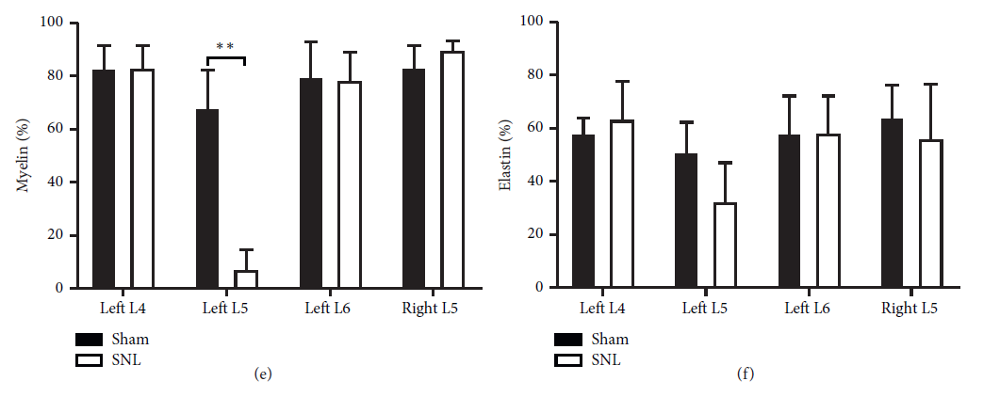 100
80
60
40
20
0
Myelin (%)
**
Left L4
Left L5
Left L6
Right L5
Sham
SNL
(e)
100
80
60
40
20
0
Elastin (%)
Left L4
Left L5
Left L6
Right L5
Sham
SNL
(f)